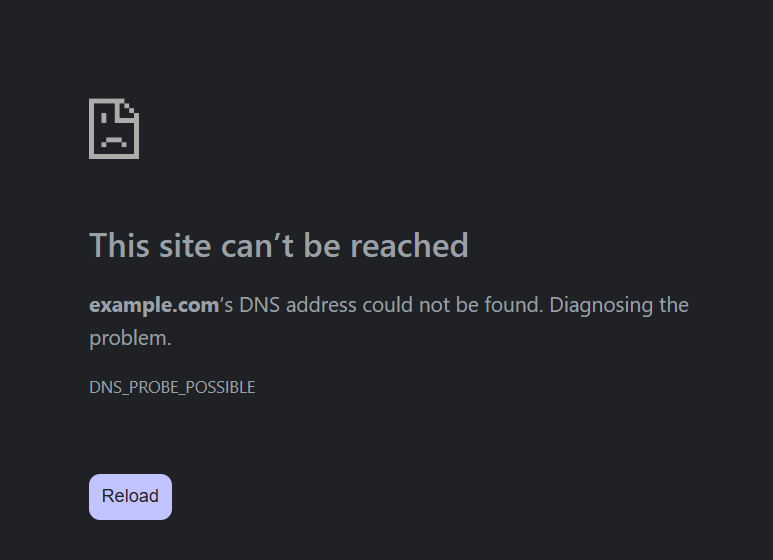 This site can’t be reached
example.com’s DNS address could not be found. Diagnosing the
problem.
DNS_PROBE_POSSIBLE
Reload